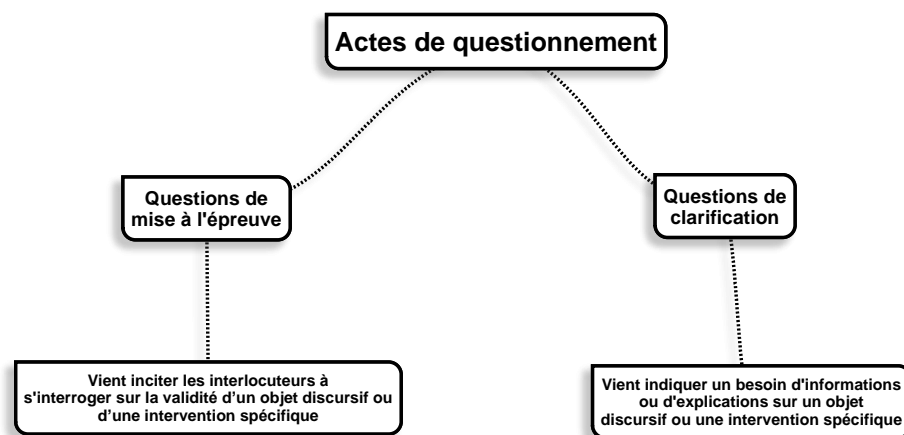 Actes de questionnement
Questions de
mise à l'épreuve
Questions de
clarification
Vient inciter les interlocuteurs à
s'interroger sur la validité d’un objet discursif ou
d’une intervention spécifique
Vient indiquer un besoin d'informations
ou d'explications sur un objet
discursif ou une intervention spécifique